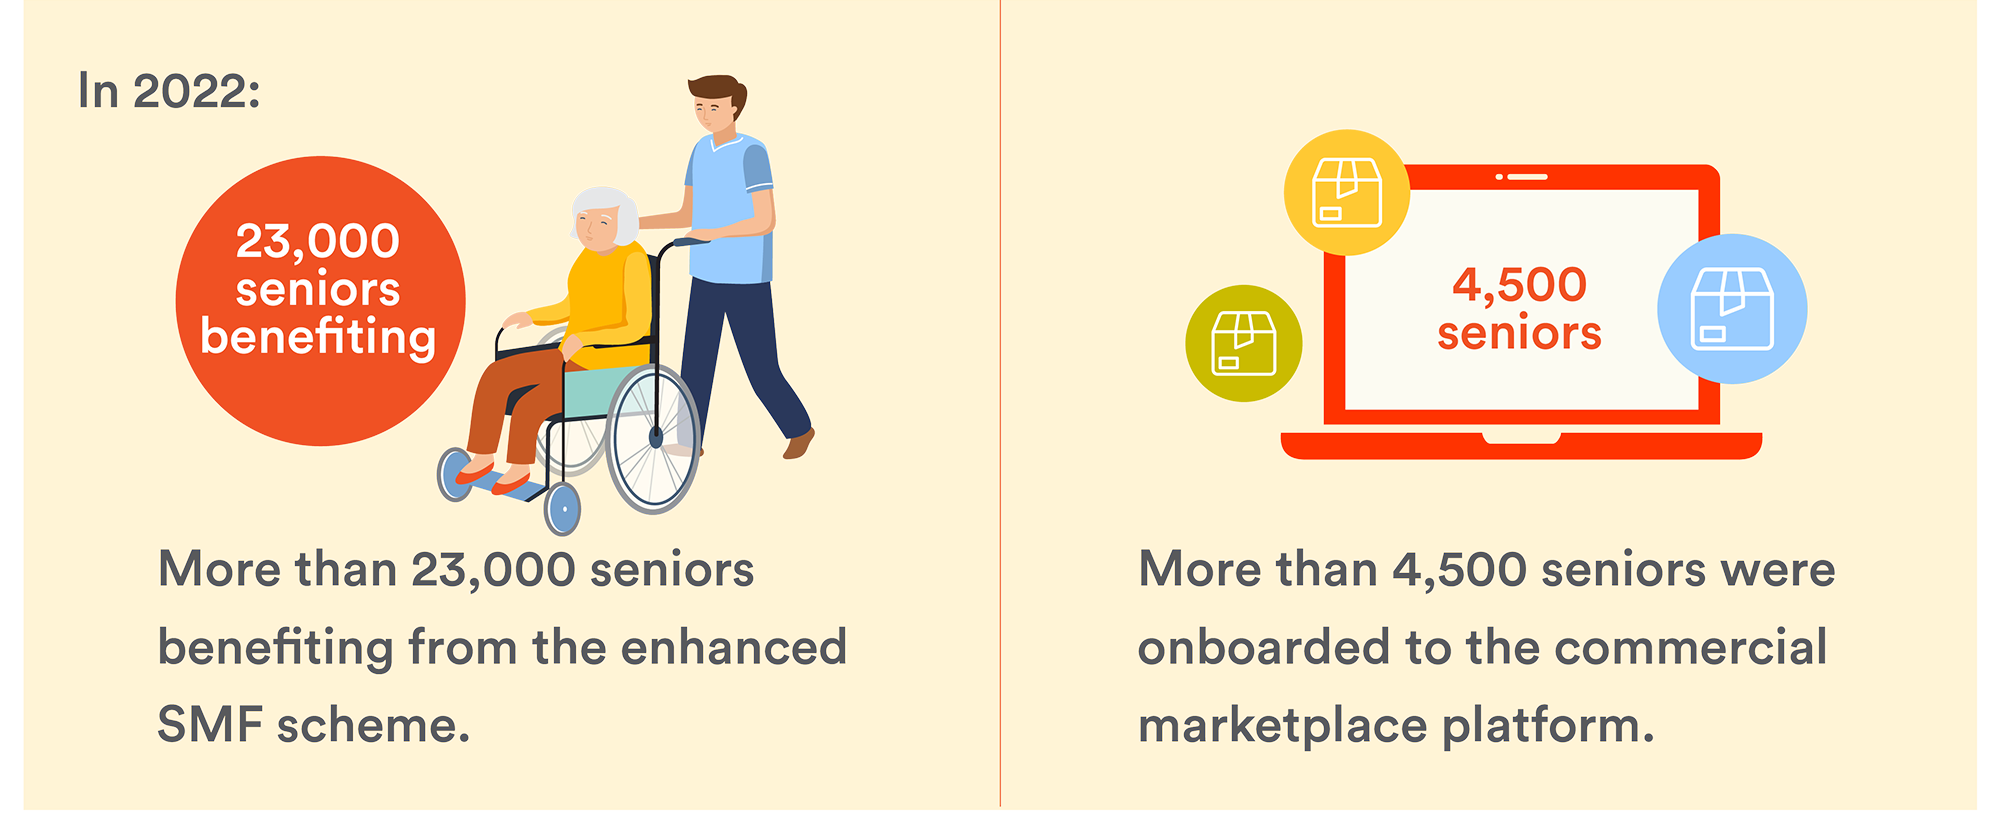 In 2022:
23,000
seniors
benefiting
More than 23,000 seniors
benefiting from the enhanced
SMF scheme.
4,500
seniors
More than 4,500 seniors were
onboarded to the commercial
marketplace platform.